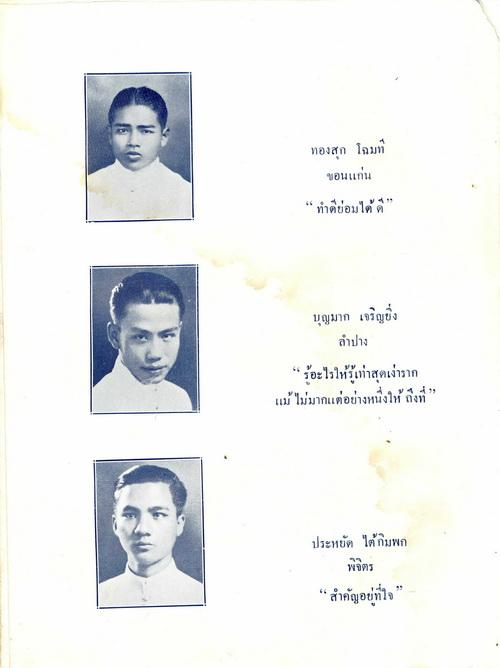 ทองสุก โฉมที
ขอนแก่น
“ ทำดีย่อมได้ ดี ”
บุญมาก เจริญยิ่ง
ลำปาง
“ รู้อะไรให้รู้เท่าสุดเง่าราก
แม้ ไม่มากแต่อย่างหนึ่งให้ ถึงที่ ”
ประหยัด ไต้กิมพก
พิจิตร
“ สำคัญอยู่ที่ใจ ”